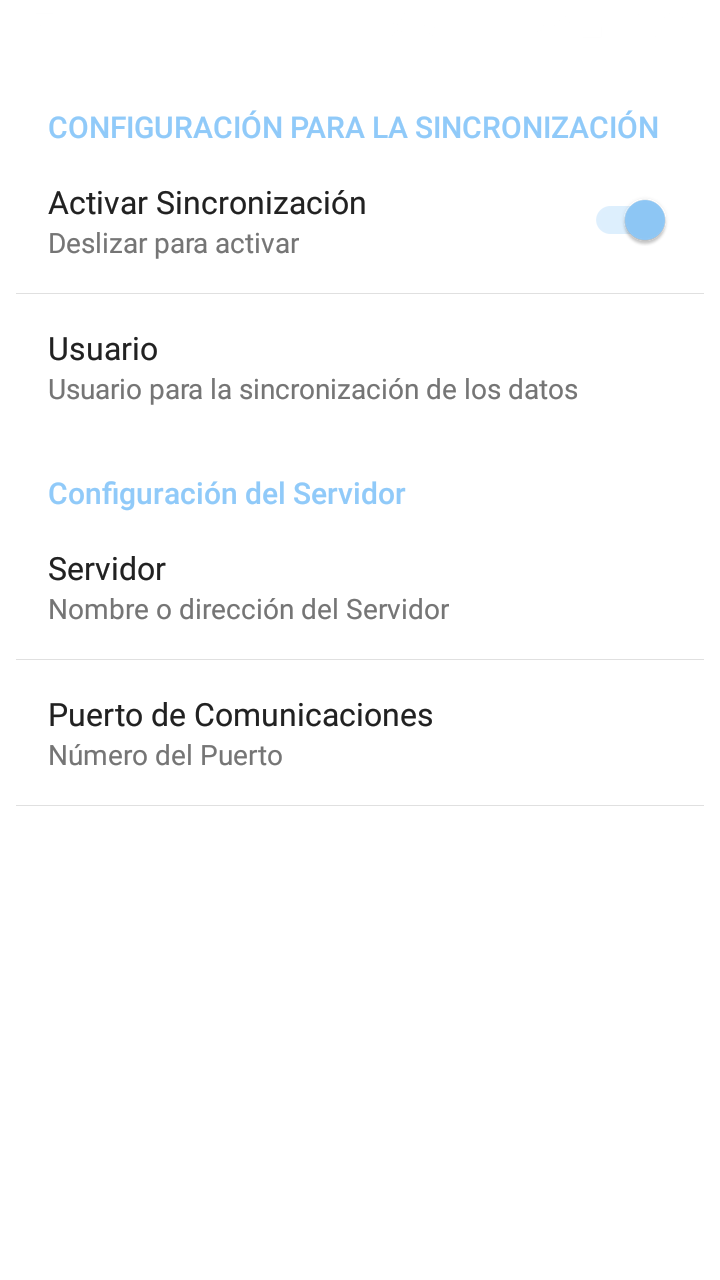 CONFIGURACIÓN PARA LA SINCRONIZACIÓN
Activar Sincronización
Deslizar para activar
Usuario
Usuario para la sincronización de los datos
Configuración del Servidor
Servidor
Nombre o dirección del Servidor
Puerto de Comunicaciones
Número del Puerto